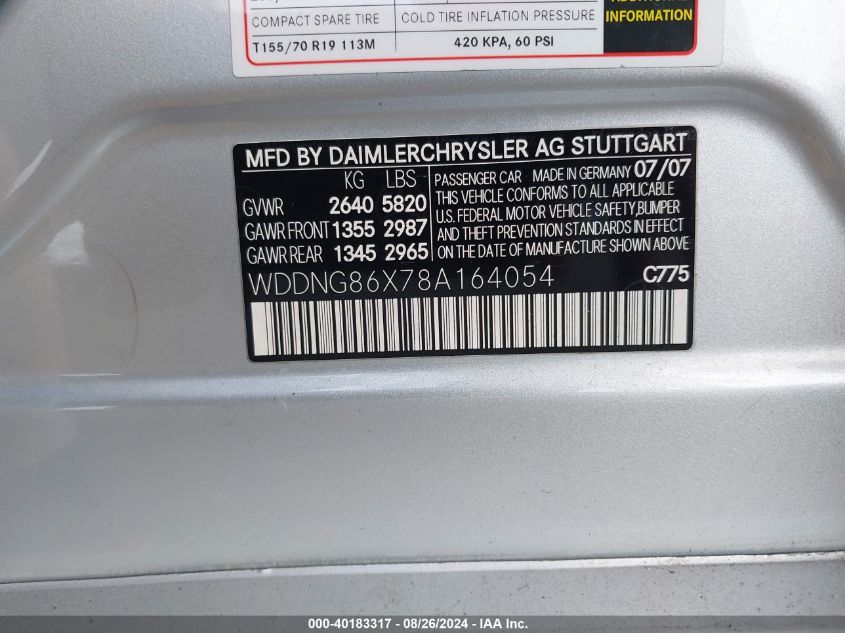 COMPACT SPARE TIRE COLD TIRE INFLATION PRESSURE
INFORMATION
T155/70 R19 113M 420 KPA, 60 PSI
MFD BY DAIMLERCHRYSLER AG STUTTGART
KG LBS
GVWR 2640 5820
GAWR FRONT 1355 2987
GAWR REAR 1345 2965
PASSENGER CAR MADE IN GERMANY 07/07
THIS VEHICLE CONFORMS TO ALL APPLICABLE
U.S. FEDERAL MOTOR VEHICLE SAFETY,BUMPER
AND THEFT PREVENTION STANDARDS IN EFFECT
ON THE DATE OF MANUFACTURE SHOWN ABOVE
WDDNG86X78A164054 C775
000-40183317 - 08/26/2024 - IAA Inc.